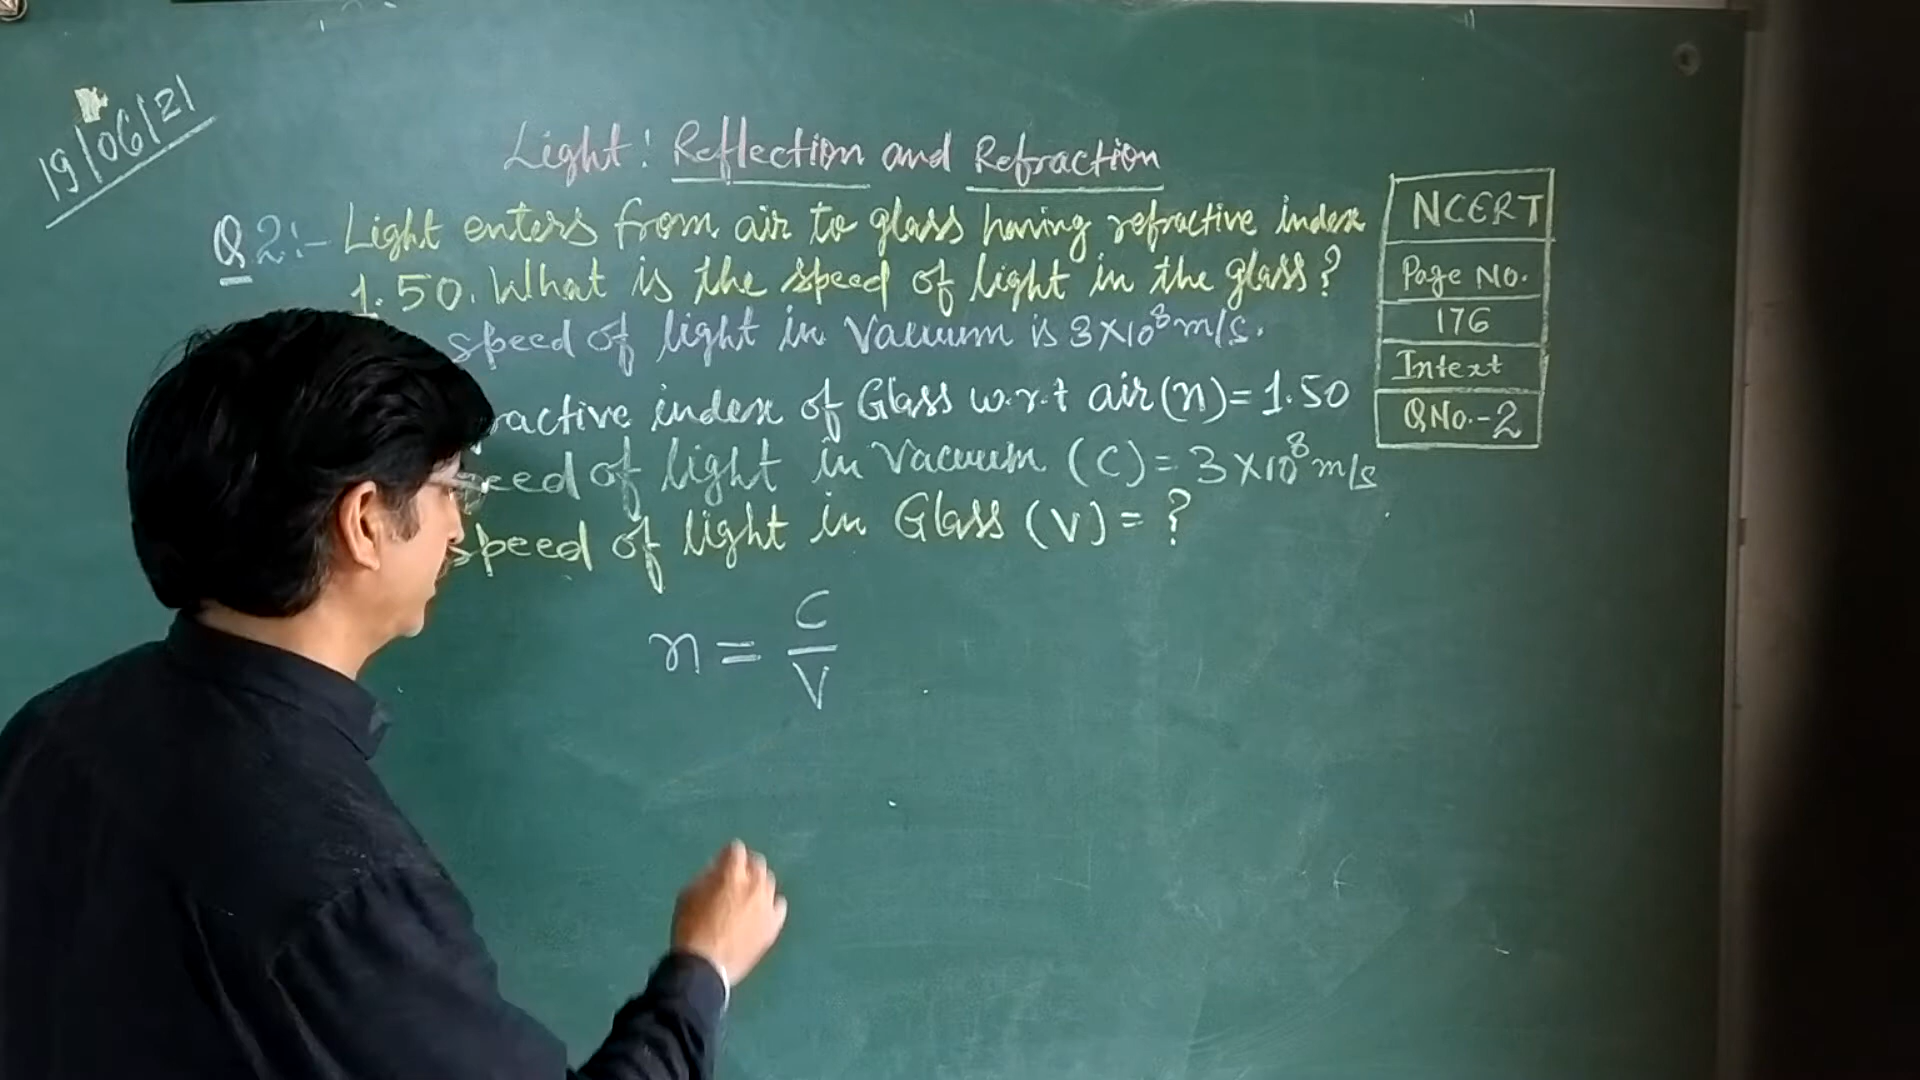 19/06/21
Light: Reflection and Refraction
Q2:- Light enters from air to glass having refractive index
1.50. What is the speed of light in the glass?
speed of light in Vacuum is 3×10⁸m/s.
ractive index of Glass w.r.t air (n) = 1.50
peed of light in Vacuum (C) = 3×10⁸ m/s
speed of light in Glass (V) = ?
n = C/V
NCERT
Page No.
176
Intext
QNo.-2